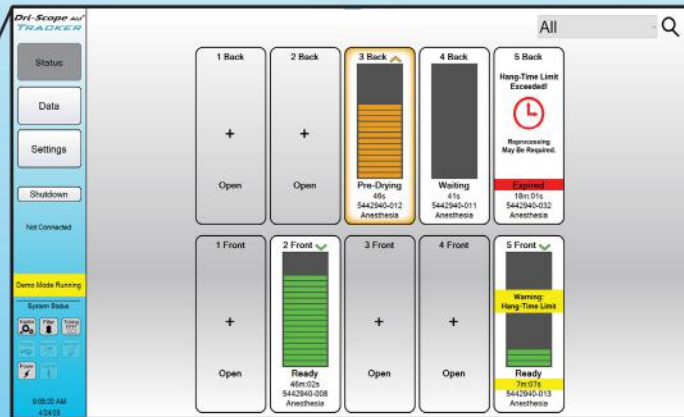 Dri-Scope Aid
TRACKER
All
Status
Data
Settings
Shutdown
Not Connected
Demo Mode Running
System Status
Filter
Tubing
Power
9:09:20 AM
4/24/23
1 Back
+
Open
2 Back
+
Open
3 Back
Pre-Drying
46s
5442940-012
Anesthesia
4 Back
Waiting
41s
5442940-011
Anesthesia
5 Back
Hang-Time Limit
Exceeded!
Reprocessing
May Be Required.
Expired
18m:01s
5442940-032
Anesthesia
1 Front
+
Open
2 Front
Ready
46m:02s
5442940-008
Anesthesia
3 Front
+
Open
4 Front
+
Open
5 Front
Warning:
Hang-Time Limit
Ready
7m:07s
5442940-013
Anesthesia